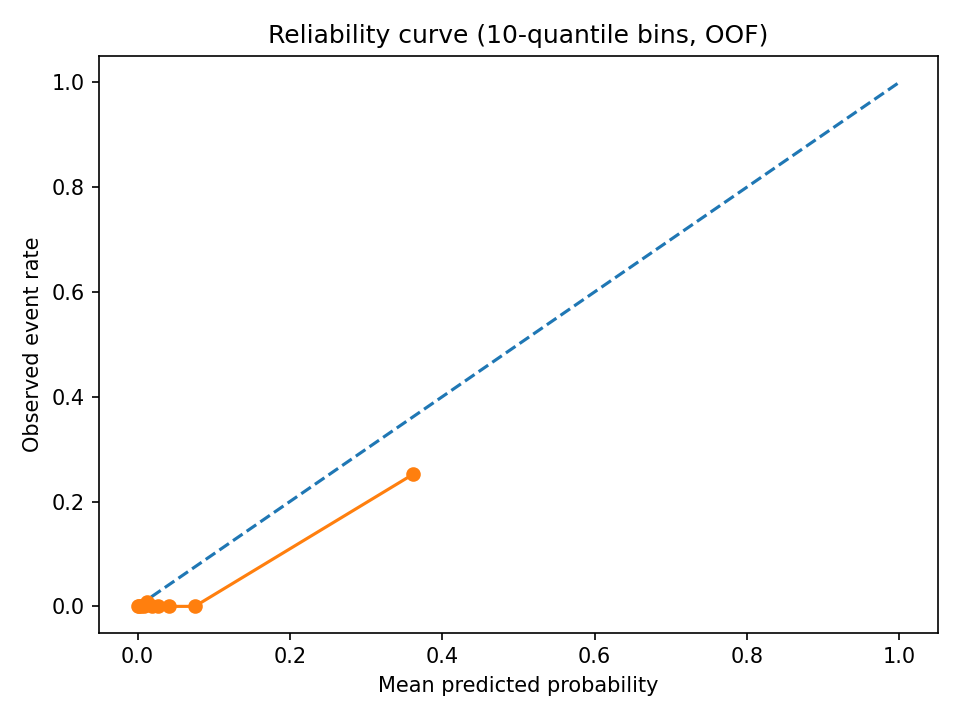 Reliability curve (10-quantile bins, OOF)
1.0
0.8
0.6
0.4
0.2
0.0
Observed event rate
0.0 0.2 0.4 0.6 0.8 1.0
Mean predicted probability